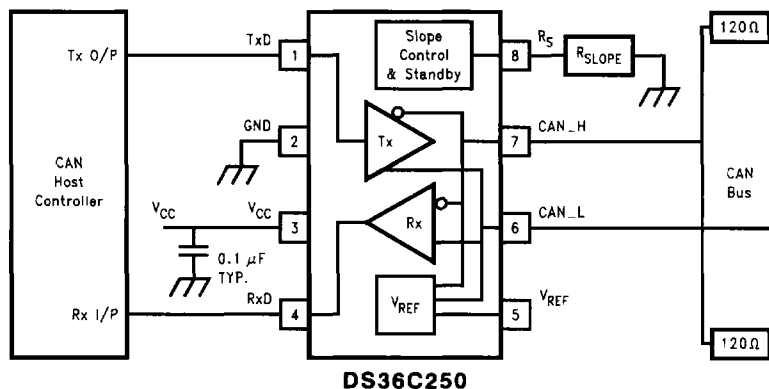 Tx O/P
TxD
1
Slope
Control
& Standby
8
R_S
R_SLOPE
120Ω
GND
2
Tx
7
CAN_H
CAN
Host
Controller
CAN
Bus
V_CC
V_CC
3
Rx
6
CAN_L
0.1 μF
TYP.
Rx I/P
RxD
4
V_REF
5
V_REF
120Ω
DS36C250